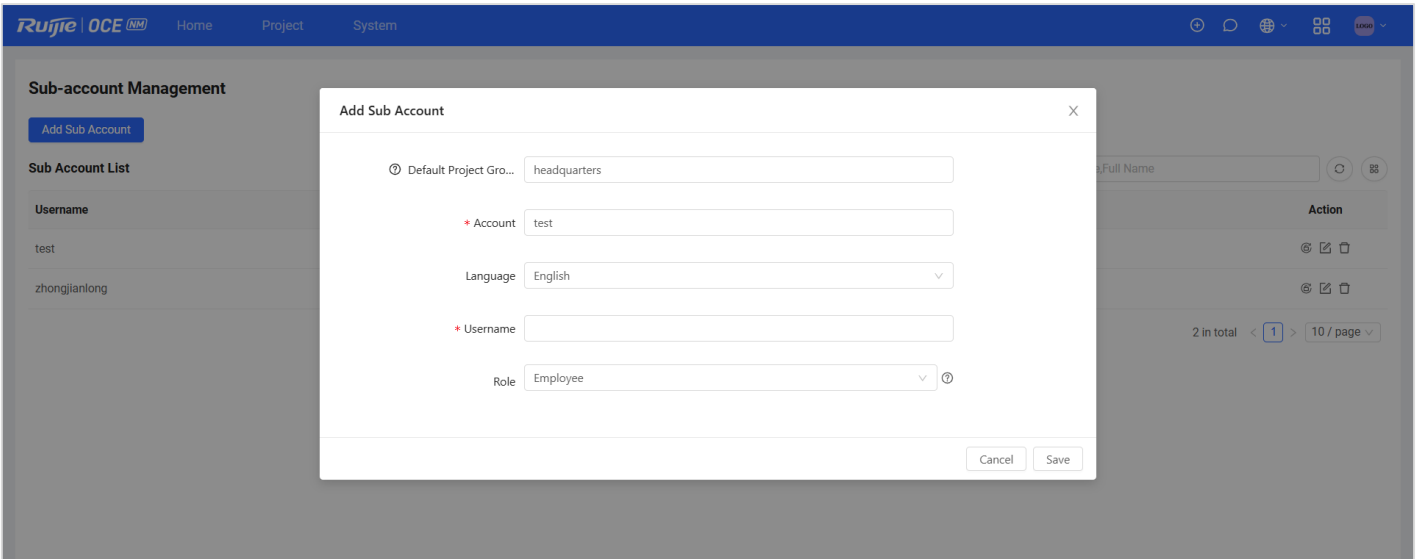 Ruijie | OCE NM Home Project System LOGO
Sub-account Management
Add Sub Account
Add Sub Account
Sub Account List
Default Project Gro... headquarters
,Full Name
Username
Action
* Account test
test
Language English
zhongjianlong
* Username
2 in total < 1 > 10 / page
Role Employee
Cancel Save